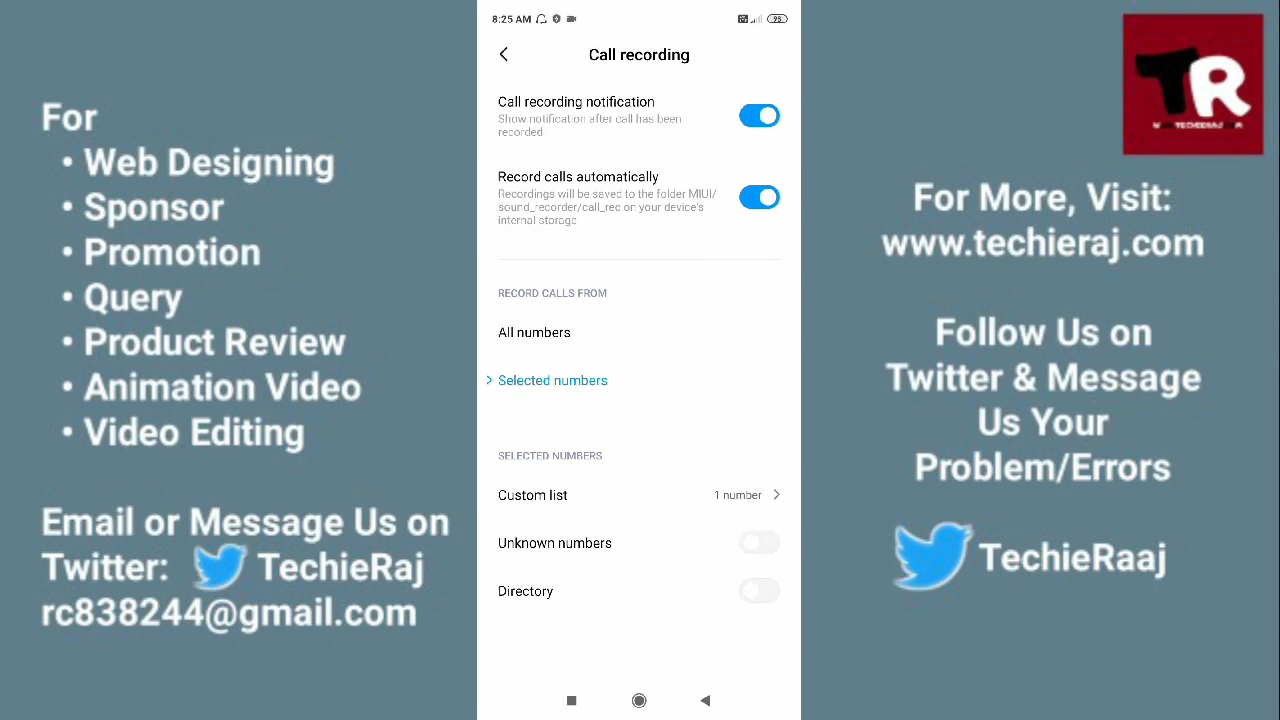 For
• Web Designing
• Sponsor
• Promotion
• Query
• Product Review
• Animation Video
• Video Editing
Email or Message Us on
Twitter: TechieRaj
rc838244@gmail.com
8:25 AM
95
Call recording
Call recording notification
Show notification after call has been
recorded
Record calls automatically
Recordings will be saved to the folder MIUI/
sound_recorder/call_rec on your device's
internal storage
RECORD CALLS FROM
All numbers
Selected numbers
SELECTED NUMBERS
Custom list 1 number
Unknown numbers
Directory
TR
For More, Visit:
www.techieraj.com
Follow Us on
Twitter & Message
Us Your
Problem/Errors
TechieRaaj